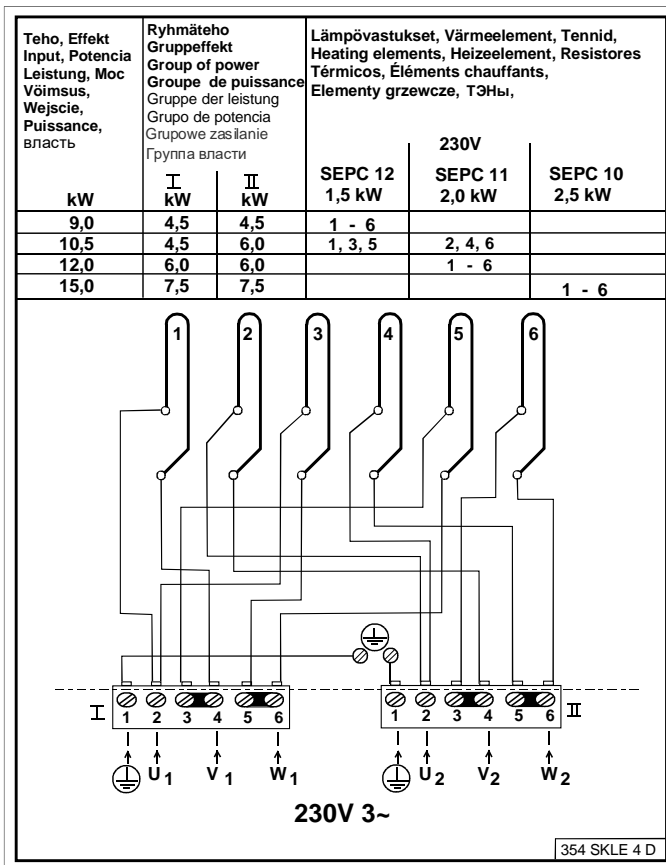 Teho, Effekt
Input, Potencia
Leistung, Moc
Vöimsus,
Wejscie,
Puissance,
власть
kW
Ryhmäteho
Gruppeffekt
Group of power
Groupe de puissance
Gruppe der leistung
Grupo de potencia
Grupowe zasilanie
Группа власти
I
kW
II
kW
Lämpövastukset, Värmeelement, Tennid,
Heating elements, Heizeelement, Resistores
Térmicos, Éléments chauffants,
Elementy grzewcze, ТЭНы,
230V
SEPC 12
1,5 kW
SEPC 11
2,0 kW
SEPC 10
2,5 kW
9,0 4,5 4,5 1 - 6
10,5 4,5 6,0 1, 3, 5 2, 4, 6
12,0 6,0 6,0 1 - 6
15,0 7,5 7,5 1 - 6
1 2 3 4 5 6
I 1 2 3 4 5 6
1 2 3 4 5 6 II
U1 V1 W1 U2 V2 W2
230V 3~
354 SKLE 4 D